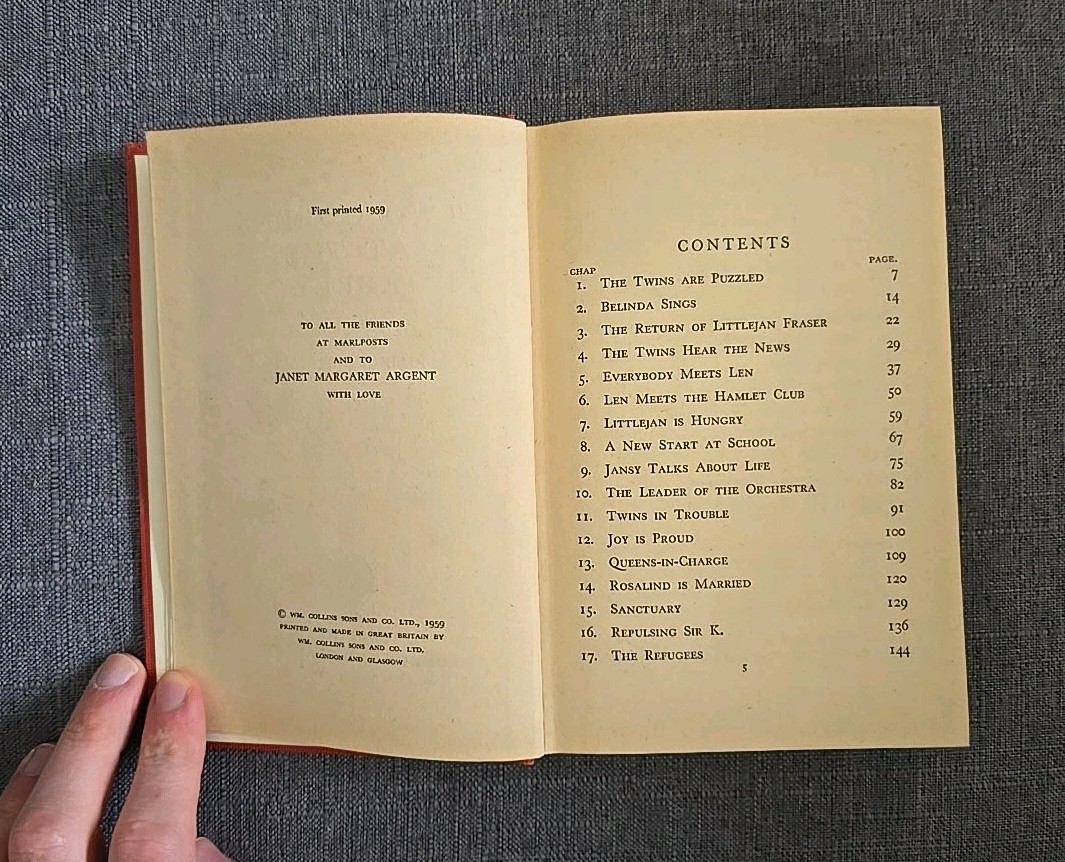 First printed 1959
TO ALL THE FRIENDS
AT MARLPOSTS
AND TO
JANET MARGARET ARGENT
WITH LOVE
© WM. COLLINS SONS AND CO. LTD., 1959
PRINTED AND MADE IN GREAT BRITAIN BY
WM. COLLINS SONS AND CO. LTD.
LONDON AND GLASGOW
CONTENTS
CHAP PAGE.
1. THE TWINS ARE PUZZLED 7
2. BELINDA SINGS 14
3. THE RETURN OF LITTLEJAN FRASER 22
4. THE TWINS HEAR THE NEWS 29
5. EVERYBODY MEETS LEN 37
6. LEN MEETS THE HAMLET CLUB 50
7. LITTLEJAN IS HUNGRY 59
8. A NEW START AT SCHOOL 67
9. JANSY TALKS ABOUT LIFE 75
10. THE LEADER OF THE ORCHESTRA 82
11. TWINS IN TROUBLE 91
12. JOY IS PROUD 100
13. QUEENS-IN-CHARGE 109
14. ROSALIND IS MARRIED 120
15. SANCTUARY 129
16. REPULSING SIR K. 136
17. THE REFUGEES 144
5